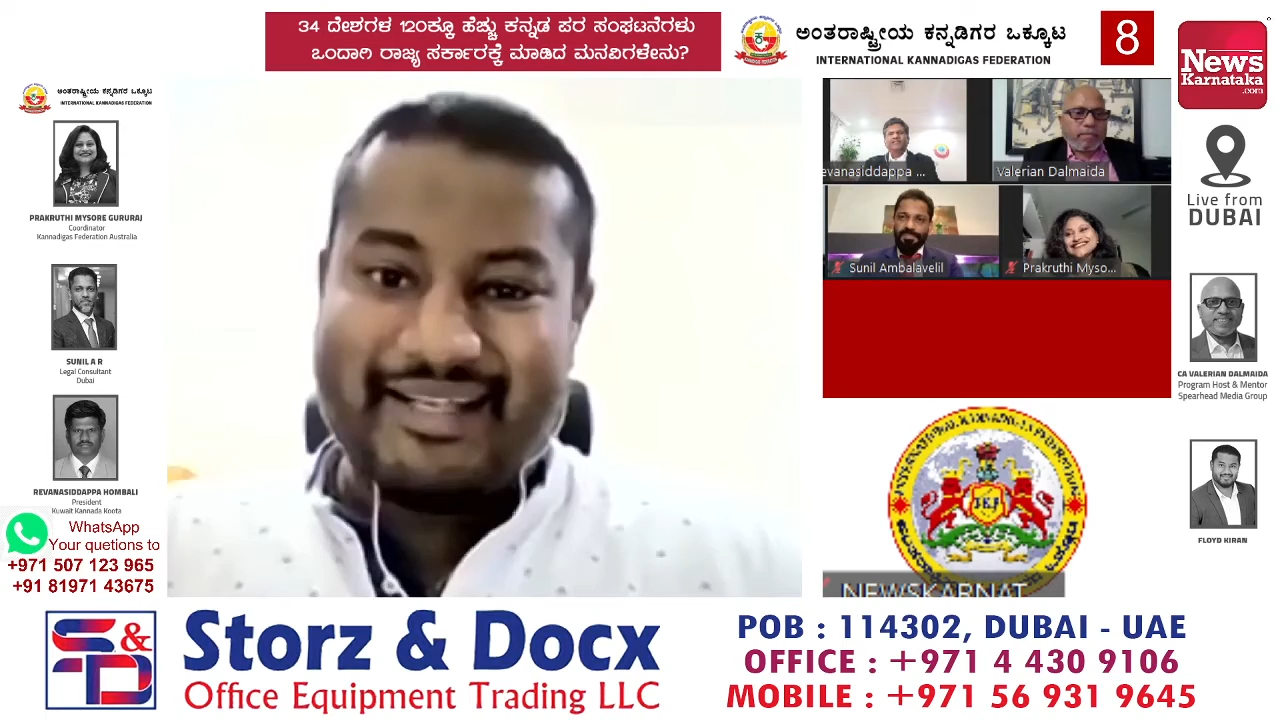 34 ದೇಶಗಳ 120ಕ್ಕೂ ಹೆಚ್ಚು ಕನ್ನಡ ಪರ ಸಂಘಟನೆಗಳು
ಒಂದಾಗಿ ರಾಜ್ಯ ಸರ್ಕಾರಕ್ಕೆ ಮಾಡಿದ ಮನವಿಗಳೇನು?
ಅಂತರಾಷ್ಟ್ರೀಯ ಕನ್ನಡಿಗರ ಒಕ್ಕೂಟ
INTERNATIONAL KANNADIGAS FEDERATION
8
News
Karnataka
.com
ಅಂತರಾಷ್ಟ್ರೀಯ ಕನ್ನಡಿಗರ ಒಕ್ಕೂಟ
INTERNATIONAL KANNADIGAS FEDERATION
PRAKRUTHI MYSORE GURURAJ
Coordinator
Kannadigas Federation Australia
SUNIL A R
Legal Consultant
Dubai
REVANASIDDAPPA HOMBALI
President
Kuwait Kannada Koota
WhatsApp
Your quetions to
+971 507 123 965
+91 81971 43675
evanasiddappa ...
Valerian Dalmaida
Sunil Ambalavelil
Prakruthi Myso...
INTERNATIONAL KANNADIGAS FEDERATION
I.K.F
NEWSKARNAT
Live from
DUBAI
CA VALERIAN DALMAIDA
Program Host & Mentor
Spearhead Media Group
FLOYD KIRAN
S&D
Storz & Docx
Office Equipment Trading LLC
POB : 114302, DUBAI - UAE
OFFICE : +971 4 430 9106
MOBILE : +971 56 931 9645